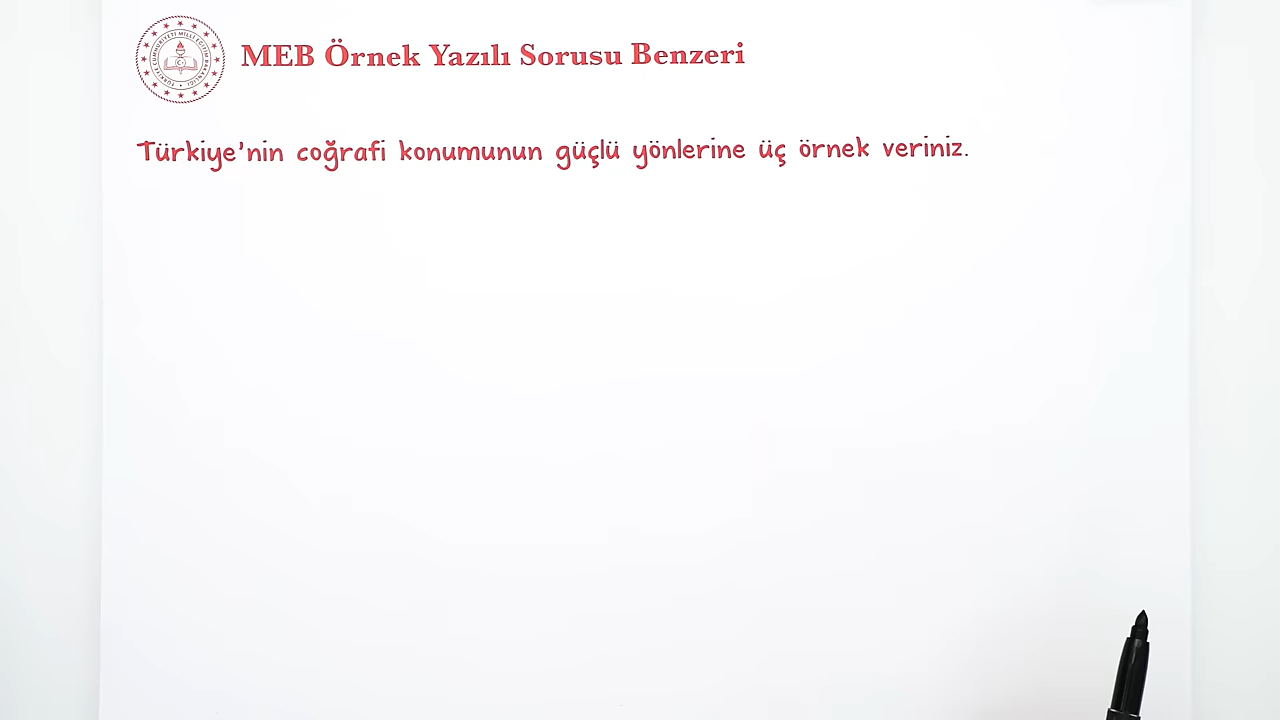 MEB Örnek Yazılı Sorusu Benzeri
Türkiye'nin coğrafi konumunun güçlü yönlerine üç örnek veriniz.